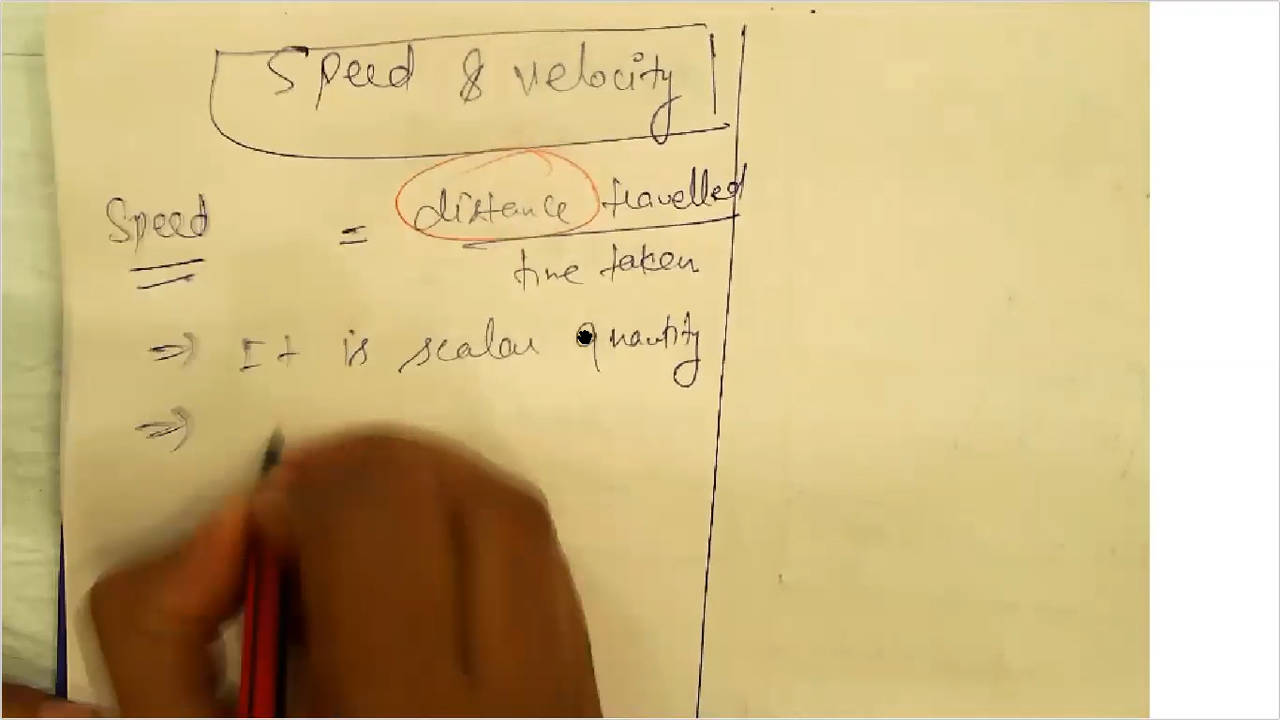 Speed & velocity
Speed = distance travelled
time taken
⇒ It is scalar quantity
⇒